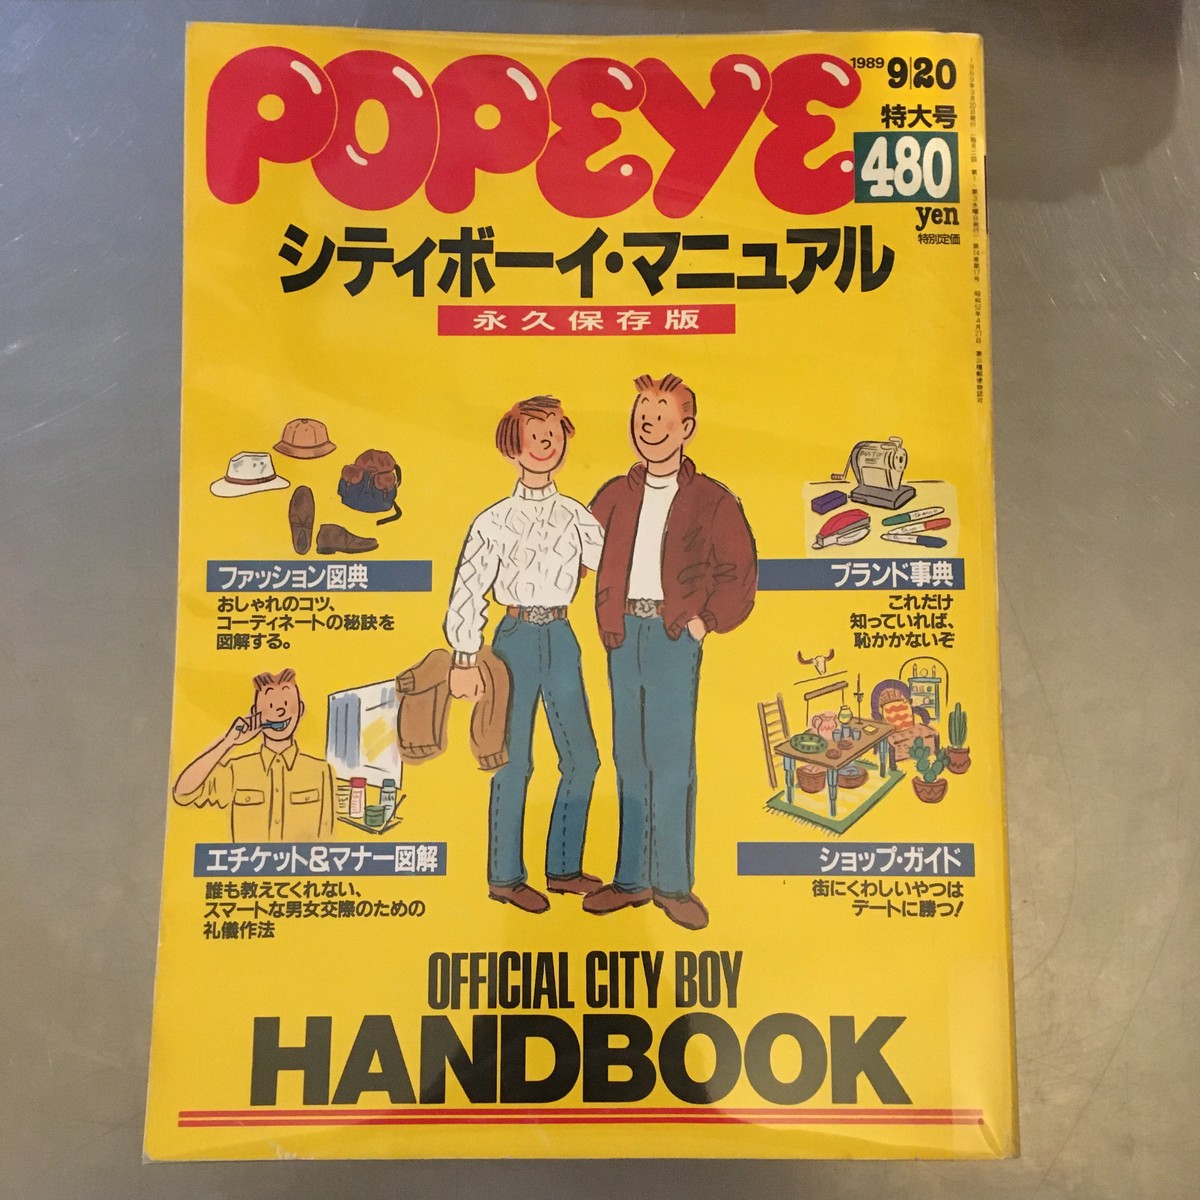 POPEYE
1989 9|20
特大号
480
yen
特別定価
シティボーイ・マニュアル
永久保存版
ファッション図典
おしゃれのコツ、
コーディネートの秘訣を
図解する。
ブランド事典
これだけ
知っていれば、
恥かかないぞ
エチケット&マナー図解
誰も教えてくれない、
スマートな男女交際のための
礼儀作法
ショップ・ガイド
街にくわしいやつは
デートに勝つ!
OFFICIAL CITY BOY
HANDBOOK